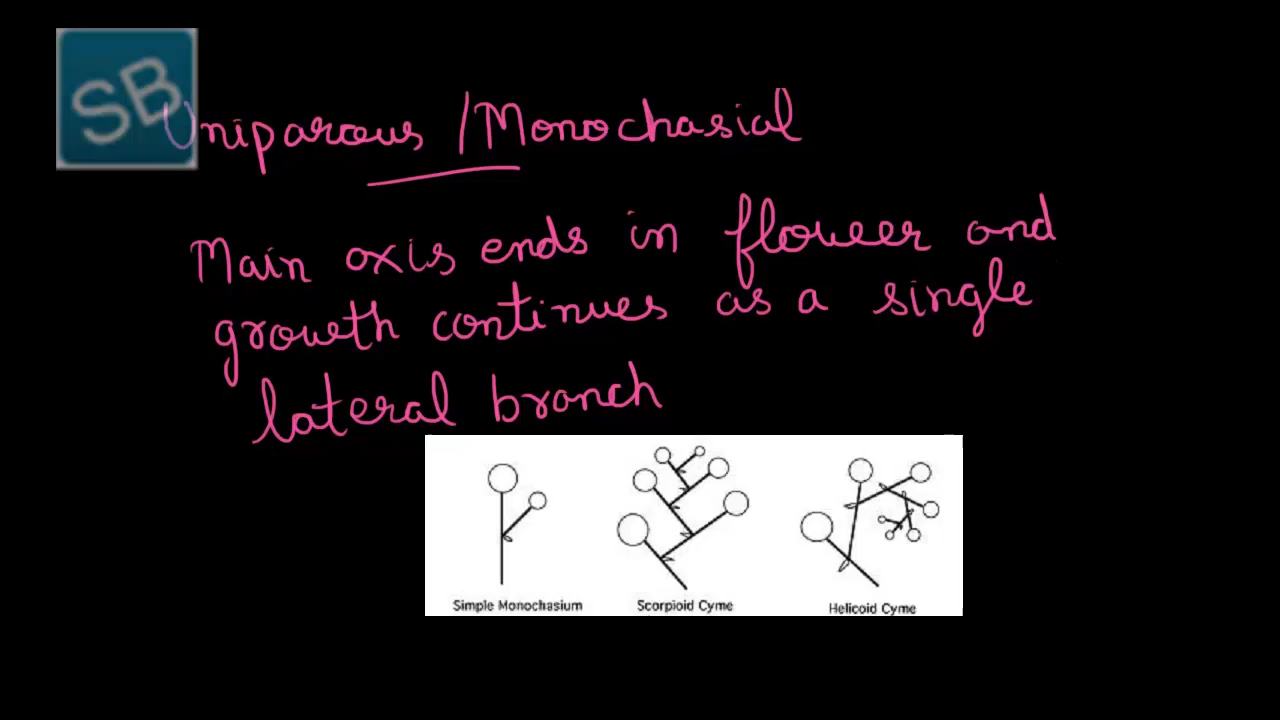 SB
Uniparous / Monochasial
Main axis ends in flower and
growth continues as a single
lateral branch
Simple Monochasium
Scorpioid Cyme
Helicoid Cyme